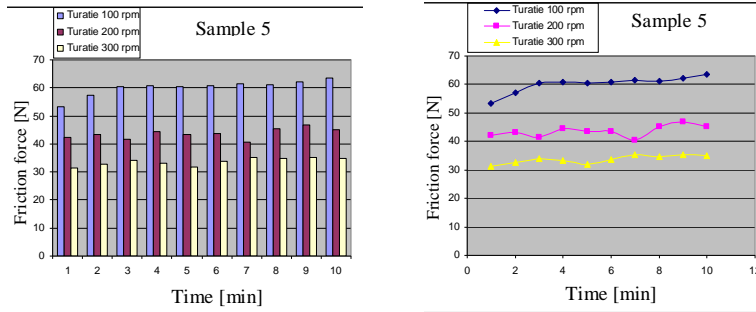 Turatie 100 rpm
Turatie 200 rpm
Turatie 300 rpm
Sample 5
Friction force [N]
70
60
50
40
30
20
10
0
1 2 3 4 5 6 7 8 9 10
Time [min]
Turatie 100 rpm
Turatie 200 rpm
Turatie 300 rpm
Sample 5
Friction force [N]
70
60
50
40
30
20
10
0
0 2 4 6 8 10 12
Time [min]